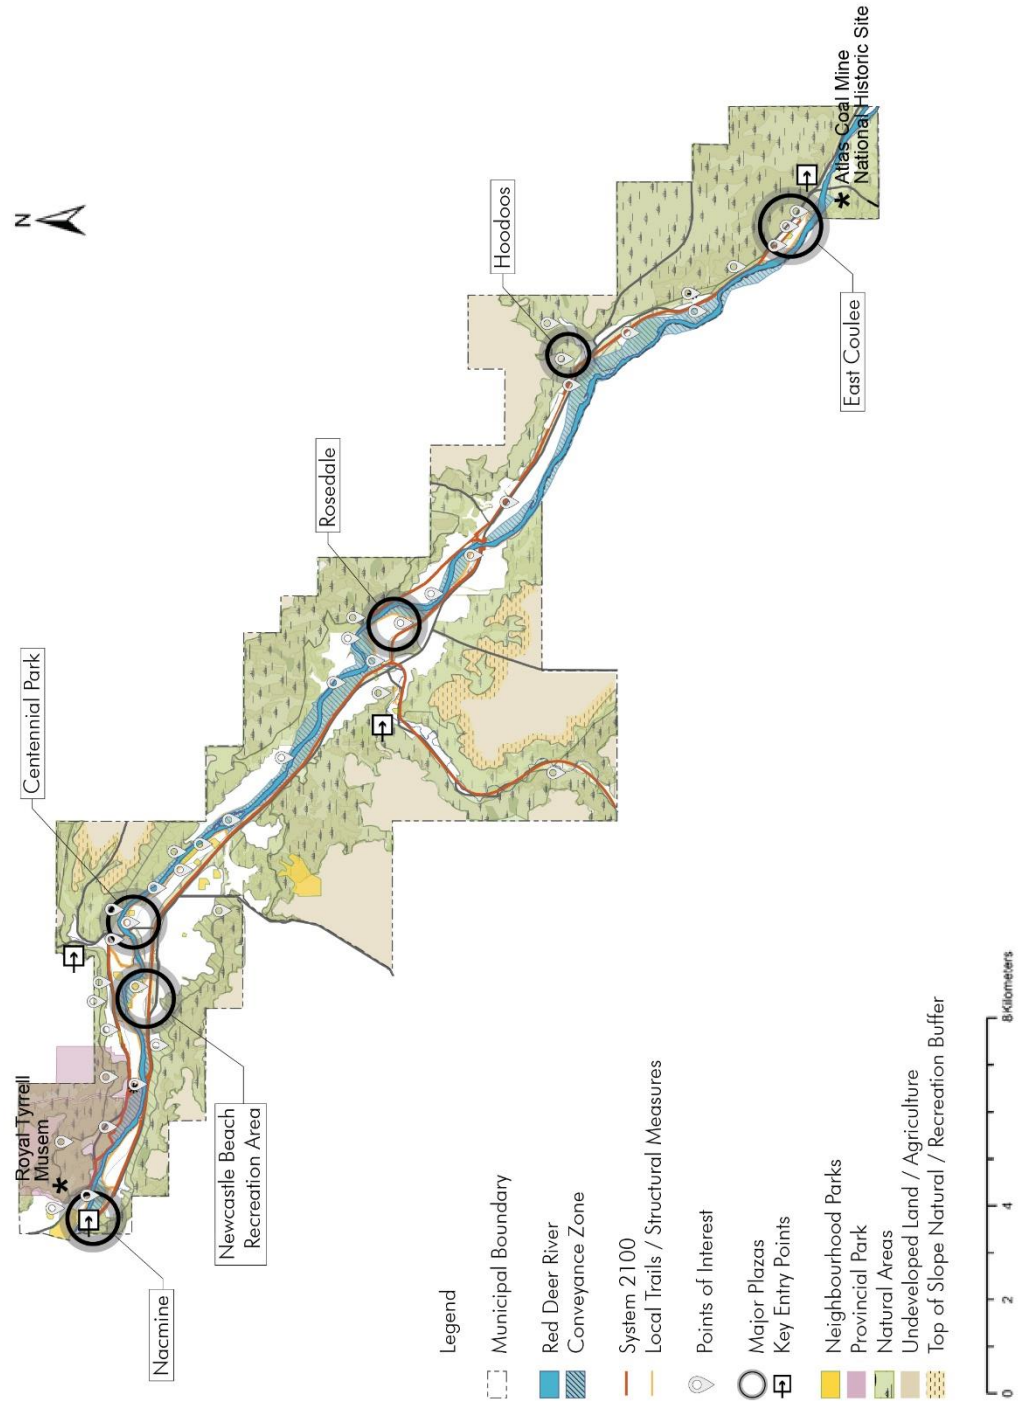 N
Royal Tyrrell
Musem
Centennial Park
Rosedale
Hoodoos
Atlas Coal Mine
National Historic Site
Nacmine
Newcastle Beach
Recreation Area
East Coulee
Legend
Municipal Boundary
Red Deer River
Conveyance Zone
System 2100
Local Trails / Structural Measures
Points of Interest
Major Plazas
Key Entry Points
Neighbourhood Parks
Provincial Park
Natural Areas
Undeveloped Land / Agriculture
Top of Slope Natural / Recreation Buffer
0 1 2 4 8 Kilometers